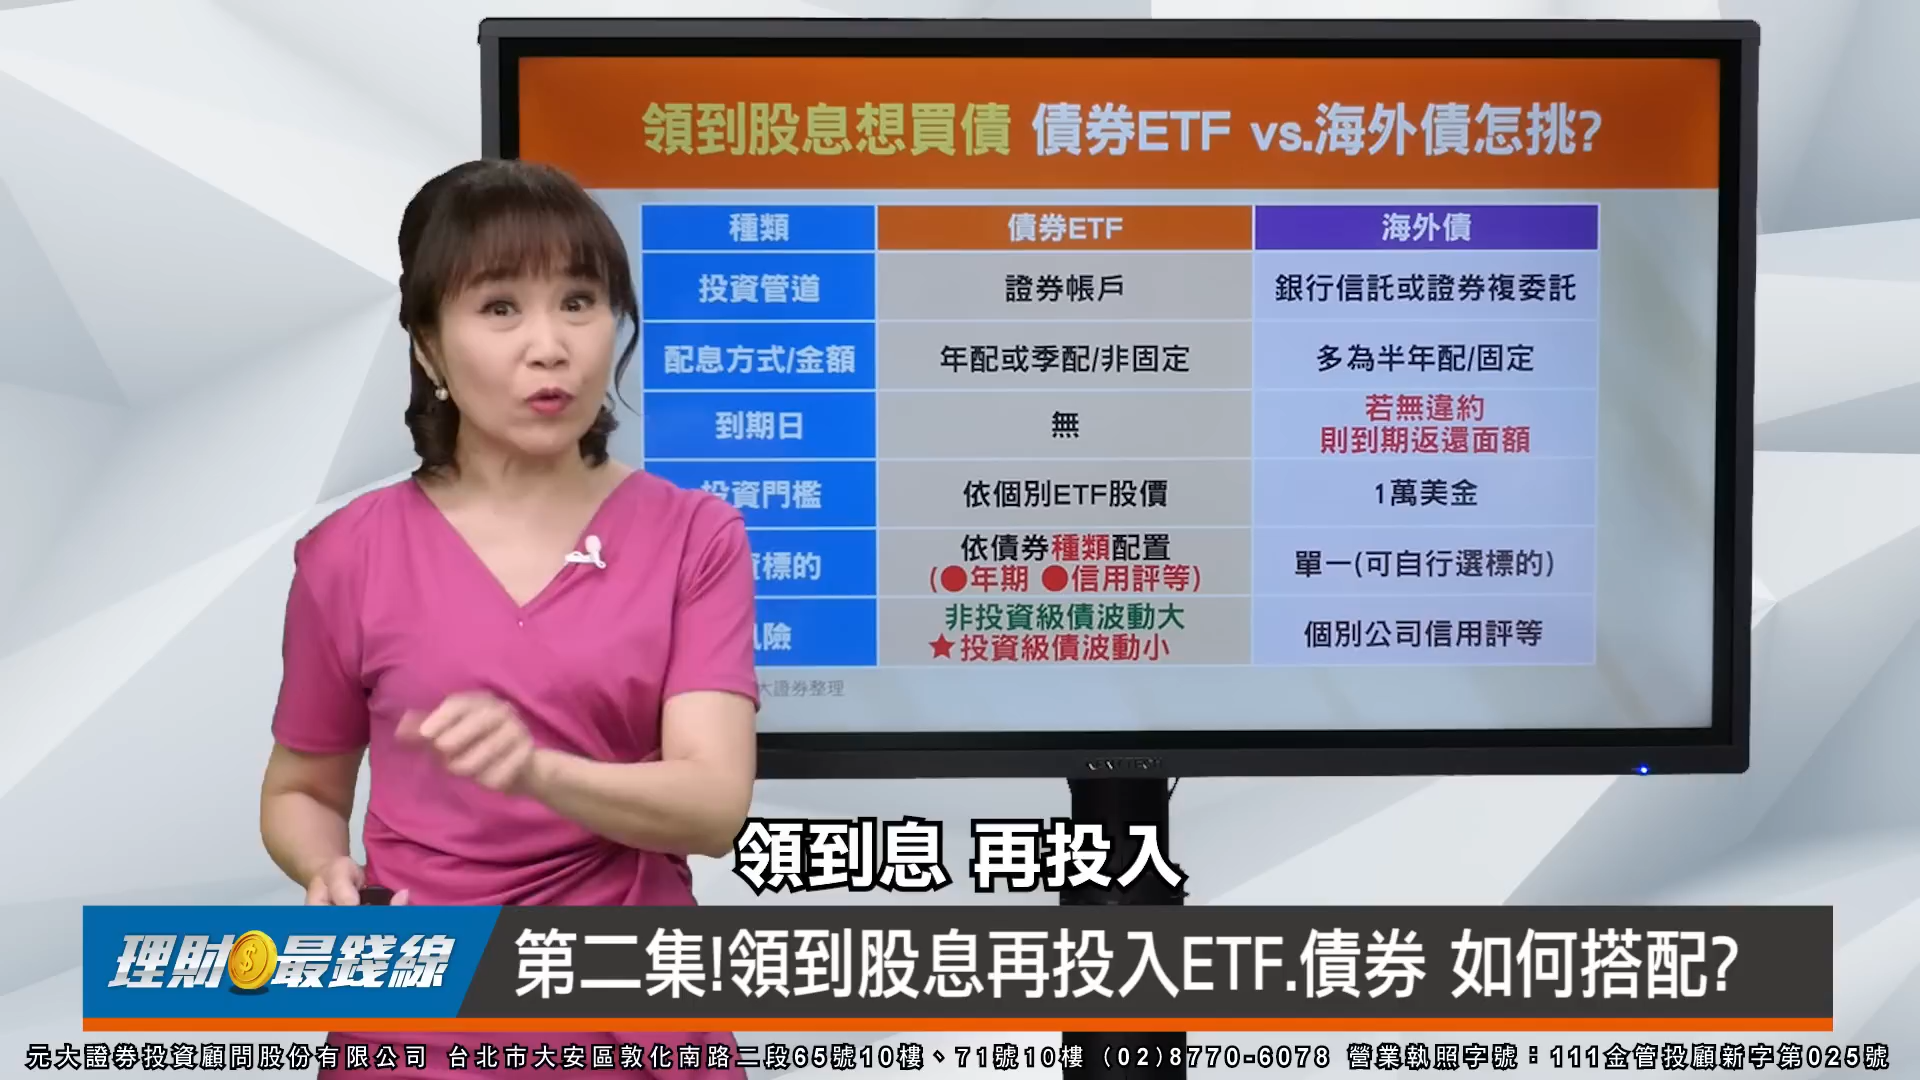 領到股息想買債 債券ETF vs.海外債怎挑?
種類 債券ETF 海外債
投資管道 證券帳戶 銀行信託或證券複委託
配息方式/金額 年配或季配/非固定 多為半年配/固定
到期日 無 若無違約
則到期返還面額
投資門檻 依個別ETF股價 1萬美金
資標的 依債券種類配置 單一(可自行選標的)
(●年期 ●信用評等)
險 非投資級債波動大 個別公司信用評等
★投資級債波動小
大證券整理
領到息 再投入
理財最錢線
第二集!領到股息再投入ETF.債券 如何搭配?
元大證券投資顧問股份有限公司 台北市大安區敦化南路二段65號10樓、71號10樓 (02)8770-6078 營業執照字號：111金管投顧新字第025號